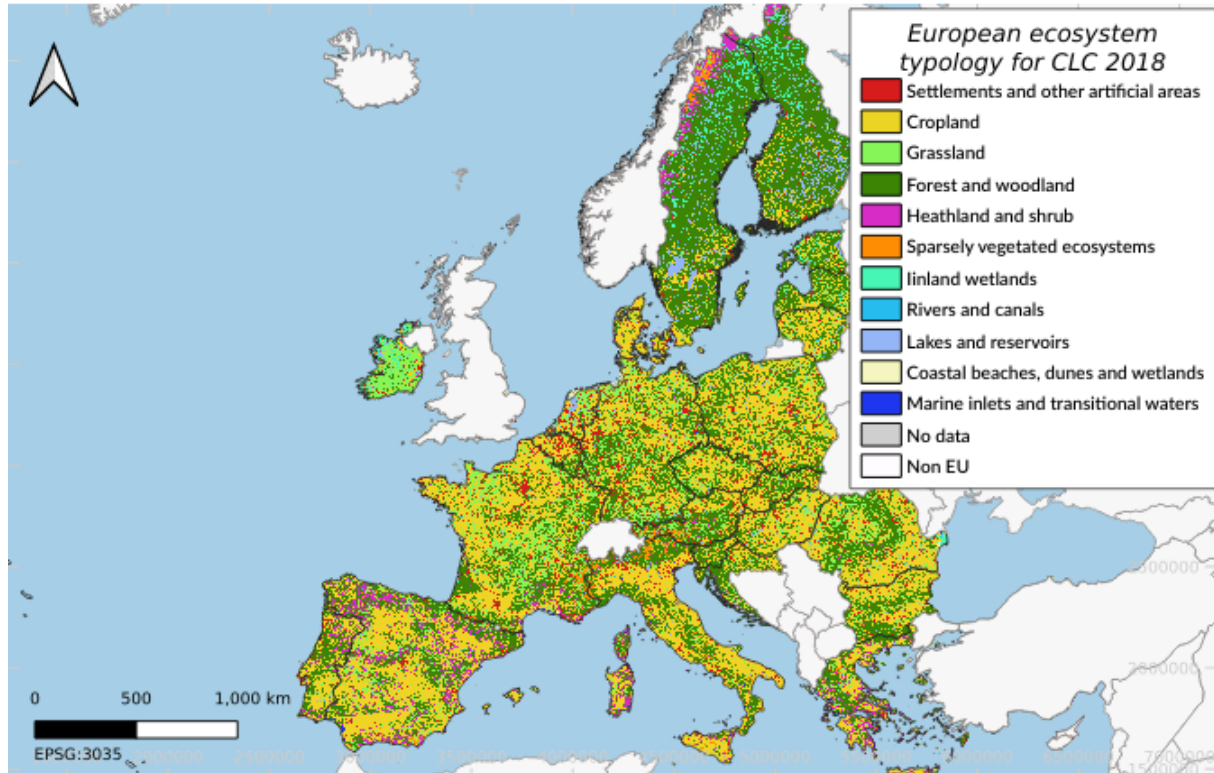 European ecosystem
typology for CLC 2018
Settlements and other artificial areas
Cropland
Grassland
Forest and woodland
Heathland and shrub
Sparsely vegetated ecosystems
Iinland wetlands
Rivers and canals
Lakes and reservoirs
Coastal beaches, dunes and wetlands
Marine inlets and transitional waters
No data
Non EU
0 500 1,000 km
EPSG:3035